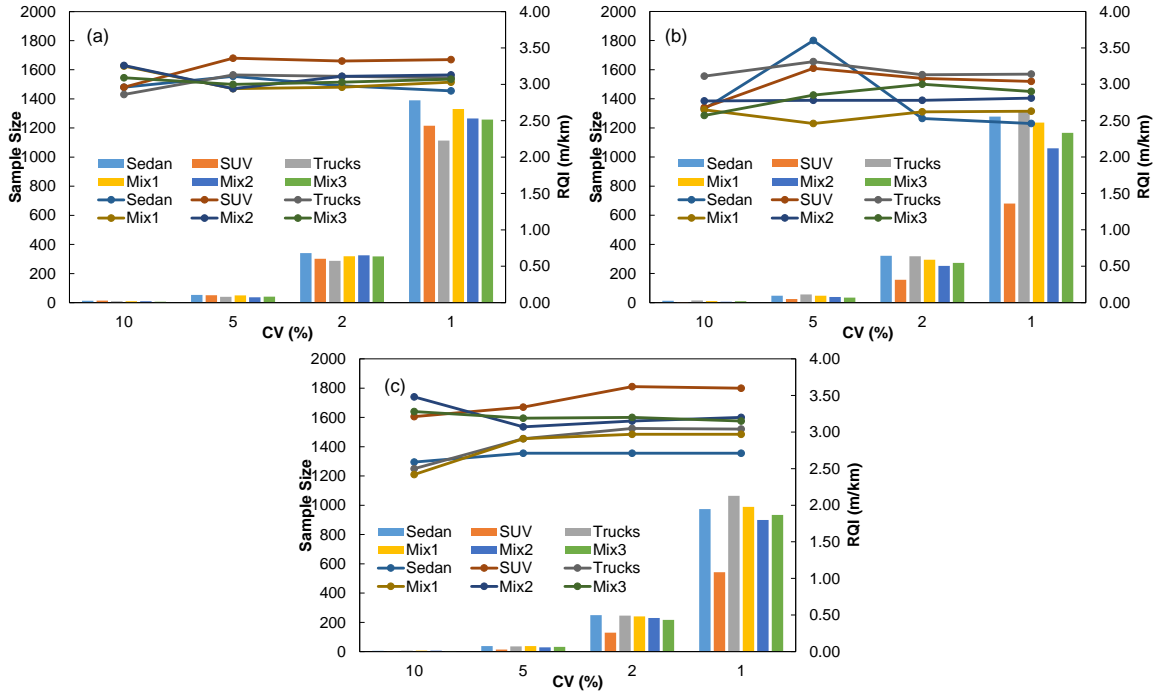 (a)
Sample Size
2000
1800
1600
1400
1200
1000
800
600
400
200
0
4.00
3.50
3.00
2.50
2.00
1.50
1.00
0.50
0.00
RQI (m/km)
Sedan SUV Trucks
Mix1 Mix2 Mix3
Sedan SUV Trucks
Mix1 Mix2 Mix3
10 5 2 1
CV (%)
(b)
Sample Size
2000
1800
1600
1400
1200
1000
800
600
400
200
0
4.00
3.50
3.00
2.50
2.00
1.50
1.00
0.50
0.00
RQI (m/km)
Sedan SUV Trucks
Mix1 Mix2 Mix3
Sedan SUV Trucks
Mix1 Mix2 Mix3
10 5 2 1
CV (%)
(c)
Sample Size
2000
1800
1600
1400
1200
1000
800
600
400
200
0
4.00
3.50
3.00
2.50
2.00
1.50
1.00
0.50
0.00
RQI (m/km)
Sedan SUV Trucks
Mix1 Mix2 Mix3
Sedan SUV Trucks
Mix1 Mix2 Mix3
10 5 2 1
CV (%)